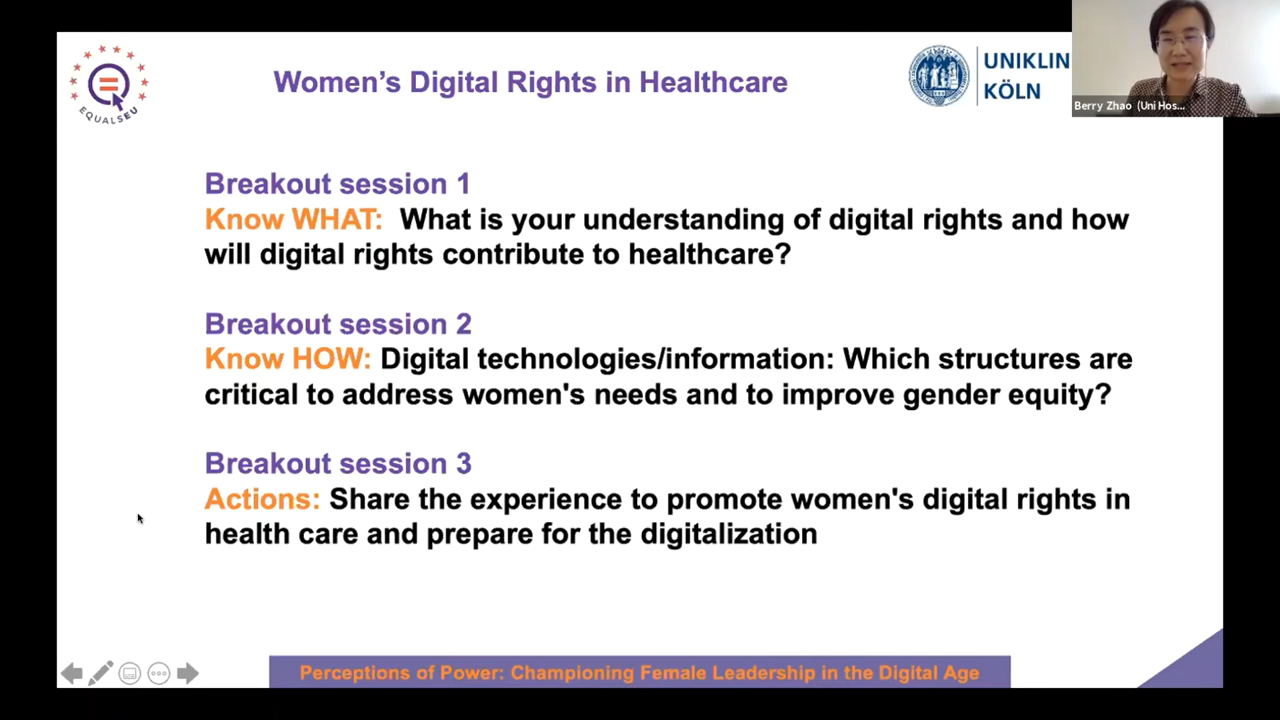 Women’s Digital Rights in Healthcare
EQUALSEU
UNIKLIN
KÖLN
Berry Zhao (Uni Hos...
Breakout session 1
Know WHAT: What is your understanding of digital rights and how
will digital rights contribute to healthcare?
Breakout session 2
Know HOW: Digital technologies/information: Which structures are
critical to address women's needs and to improve gender equity?
Breakout session 3
Actions: Share the experience to promote women's digital rights in
health care and prepare for the digitalization
Perceptions of Power: Championing Female Leadership in the Digital Age